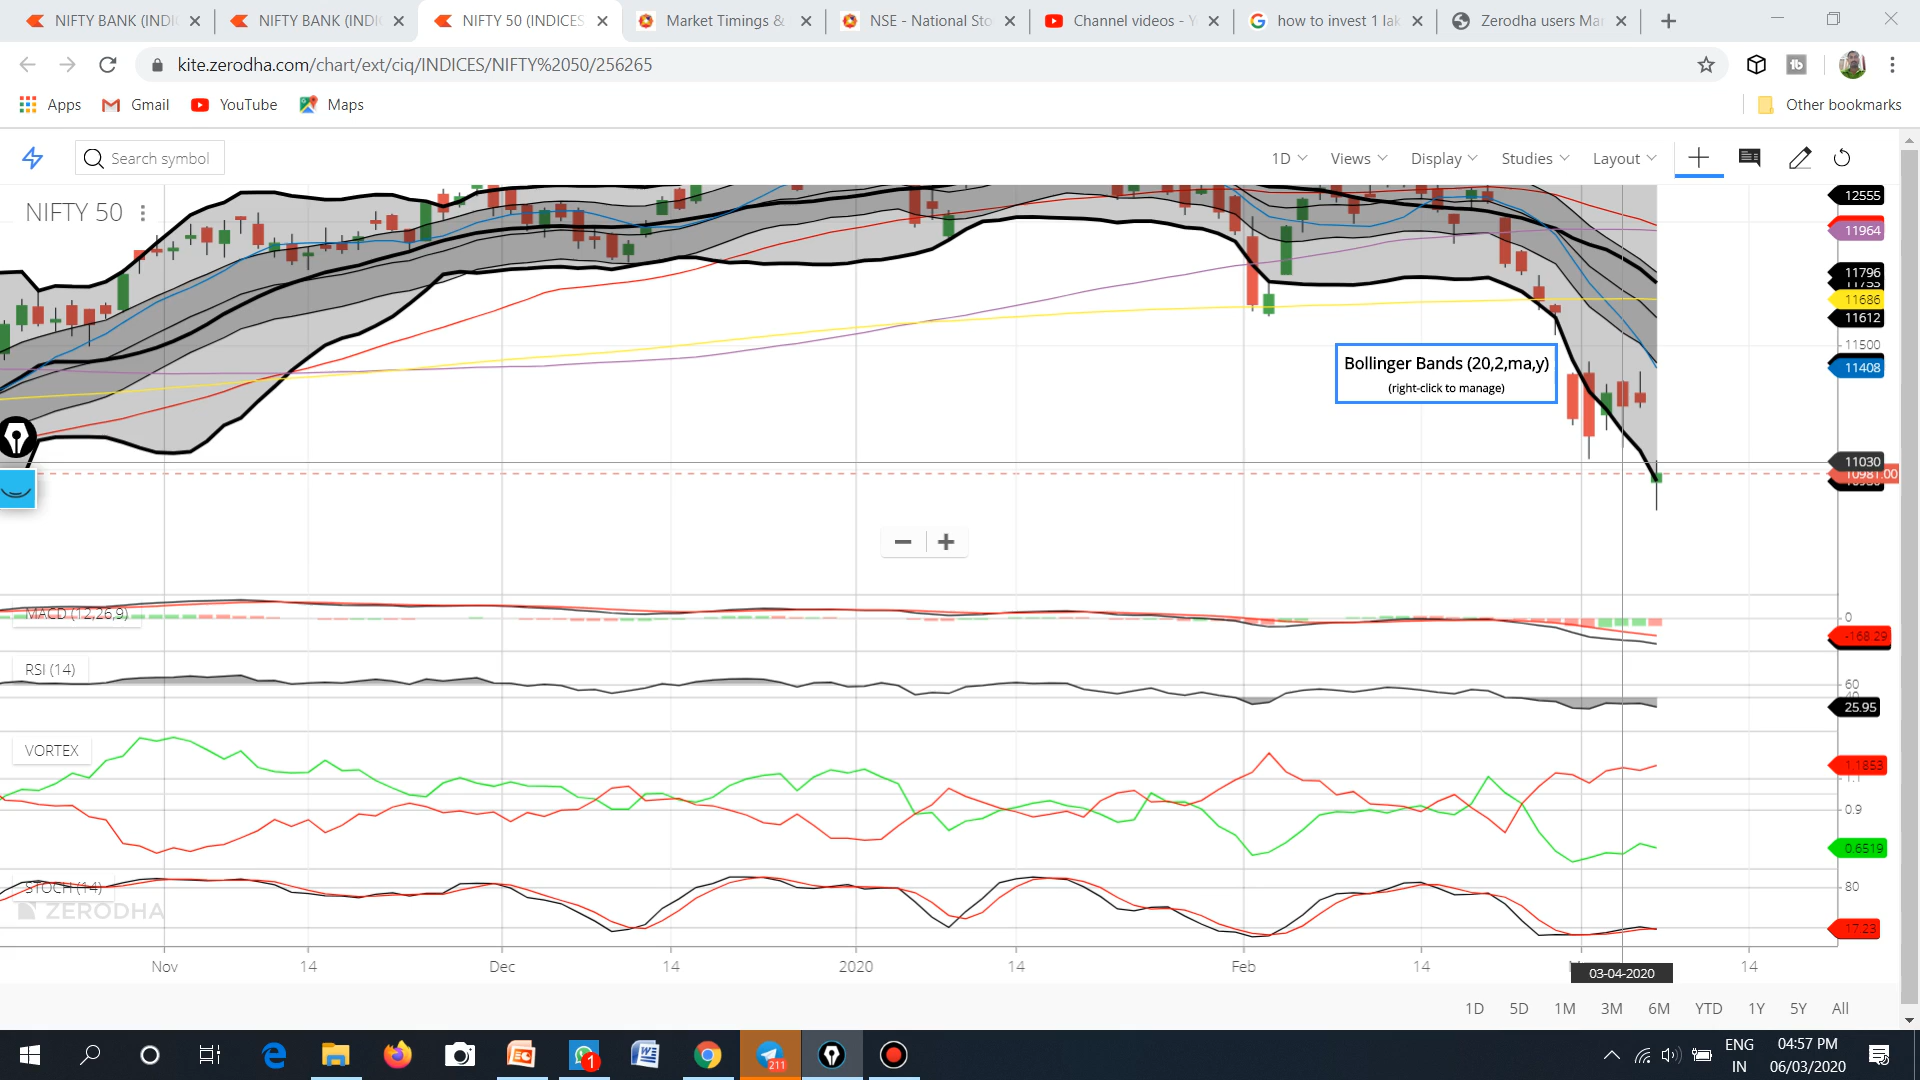 NIFTY BANK (INDI
NIFTY BANK (INDI
NIFTY 50 (INDICES
Market Timings &
NSE - National Sto
Channel videos - Y
how to invest 1 lak
Zerodha users Mar
kite.zerodha.com/chart/ext/ciq/INDICES/NIFTY%2050/256265
Apps
Gmail
YouTube
Maps
Other bookmarks
Search symbol
1D
Views
Display
Studies
Layout
NIFTY 50
12555
11964
11796
11686
11612
11500
11408
Bollinger Bands (20,2,ma,y)
(right-click to manage)
11030
10981.00
MACD (12,26,9)
0
-168.29
RSI (14)
60
25.95
VORTEX
1.1853
1.1
0.9
0.6519
STOCH (14)
80
ZERODHA
17.23
Nov
14
Dec
14
2020
14
Feb
14
03-04-2020
14
1D
5D
1M
3M
6M
YTD
1Y
5Y
All
1
211
ENG
IN
04:57 PM
06/03/2020